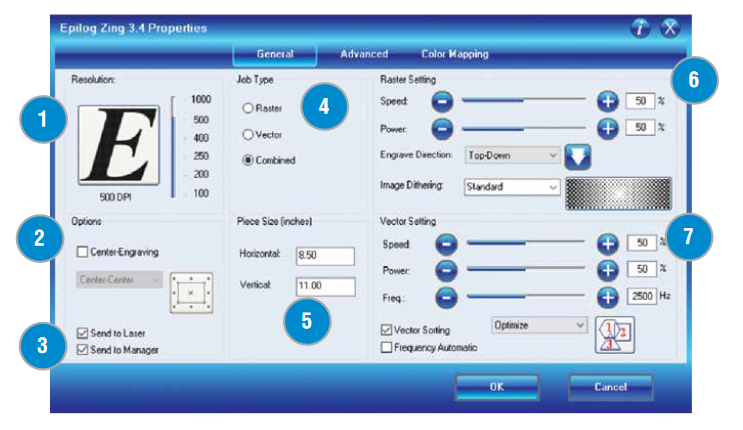 Epilog Zing 3.4 Properties
i X
General Advanced Color Mapping
6
Resolution:
1
E
500 DPI
1000
500
400
250
200
100
Job Type
4
Raster
Vector
Combined
Raster Setting
Speed: 50 %
Power: 50 %
Engrave Direction: Top-Down
Image Dithering: Standard
Options
2
Center-Engraving
Center-Center
3
Send to Laser
Send to Manager
Piece Size (inches)
Horizontal: 8.50
Vertical: 11.00
5
Vector Setting
7
Speed: 50 %
Power: 50 %
Freq.: 2500 Hz
Vector Sorting Optimize
1 2
3
Frequency Automatic
OK Cancel